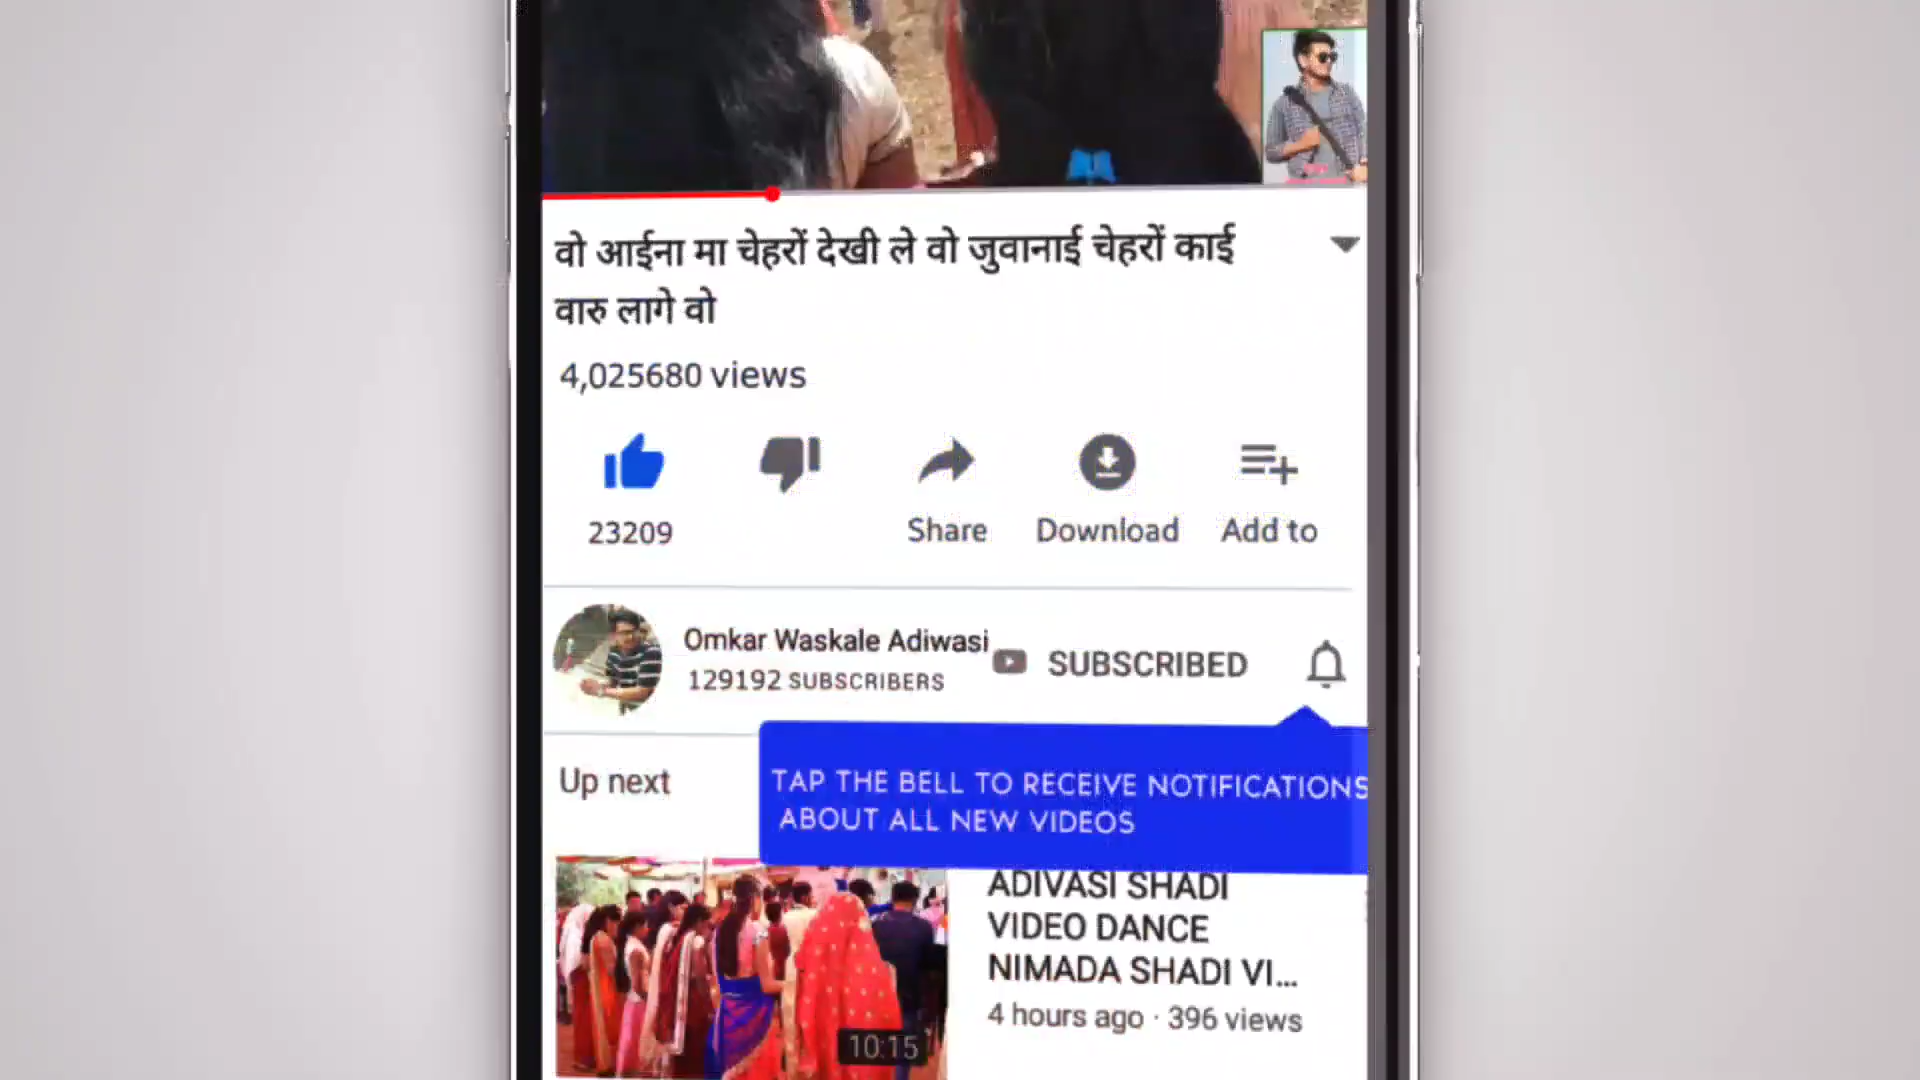 वो आईना मा चेहरों देखी ले वो जुवानाई चेहरों काई
वारु लागे वो
4,025680 views
23209
Share
Download
Add to
Omkar Waskale Adiwasi
129192 SUBSCRIBERS
SUBSCRIBED
TAP THE BELL TO RECEIVE NOTIFICATIONS
ABOUT ALL NEW VIDEOS
Up next
ADIVASI SHADI
VIDEO DANCE
NIMADA SHADI VI...
4 hours ago · 396 views
10:15